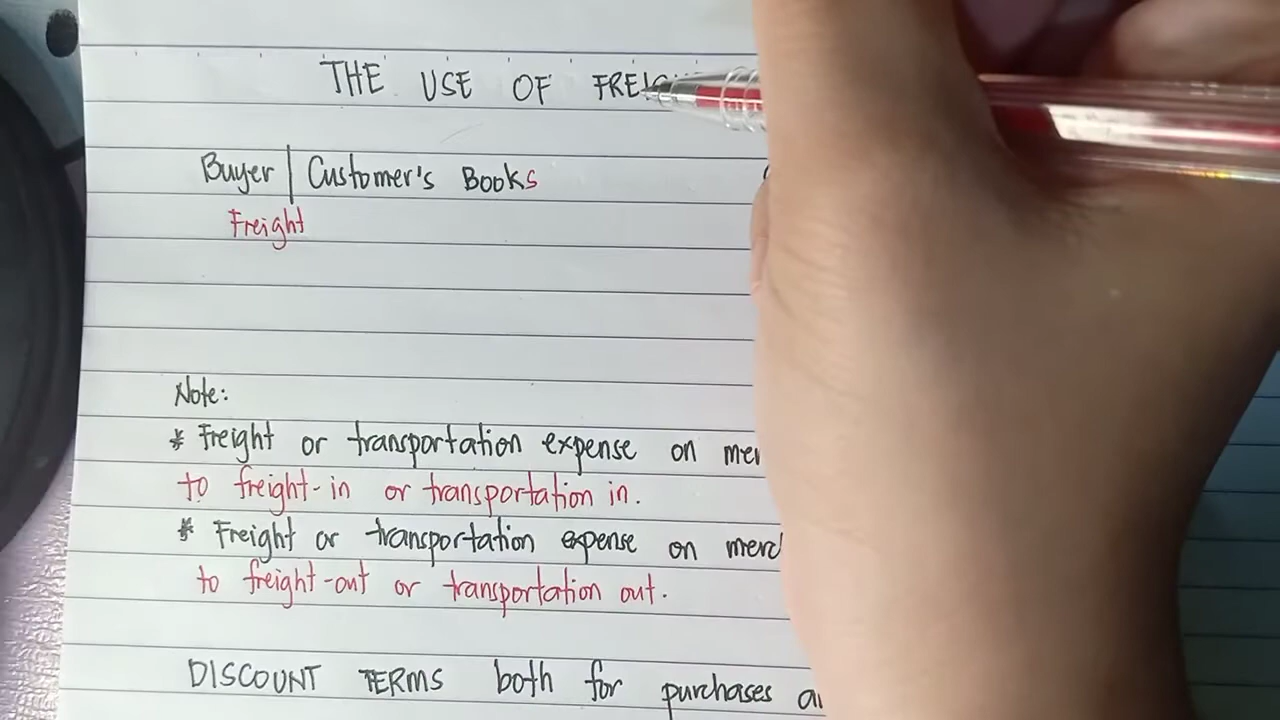 THE USE OF
Buyer | Customer's Books
Freight
Note:
* Freight or transportation expense on
to freight-in or transportation in.
* Freight or transportation expense on
to freight-out or transportation out.
DISCOUNT TERMS both for purchases